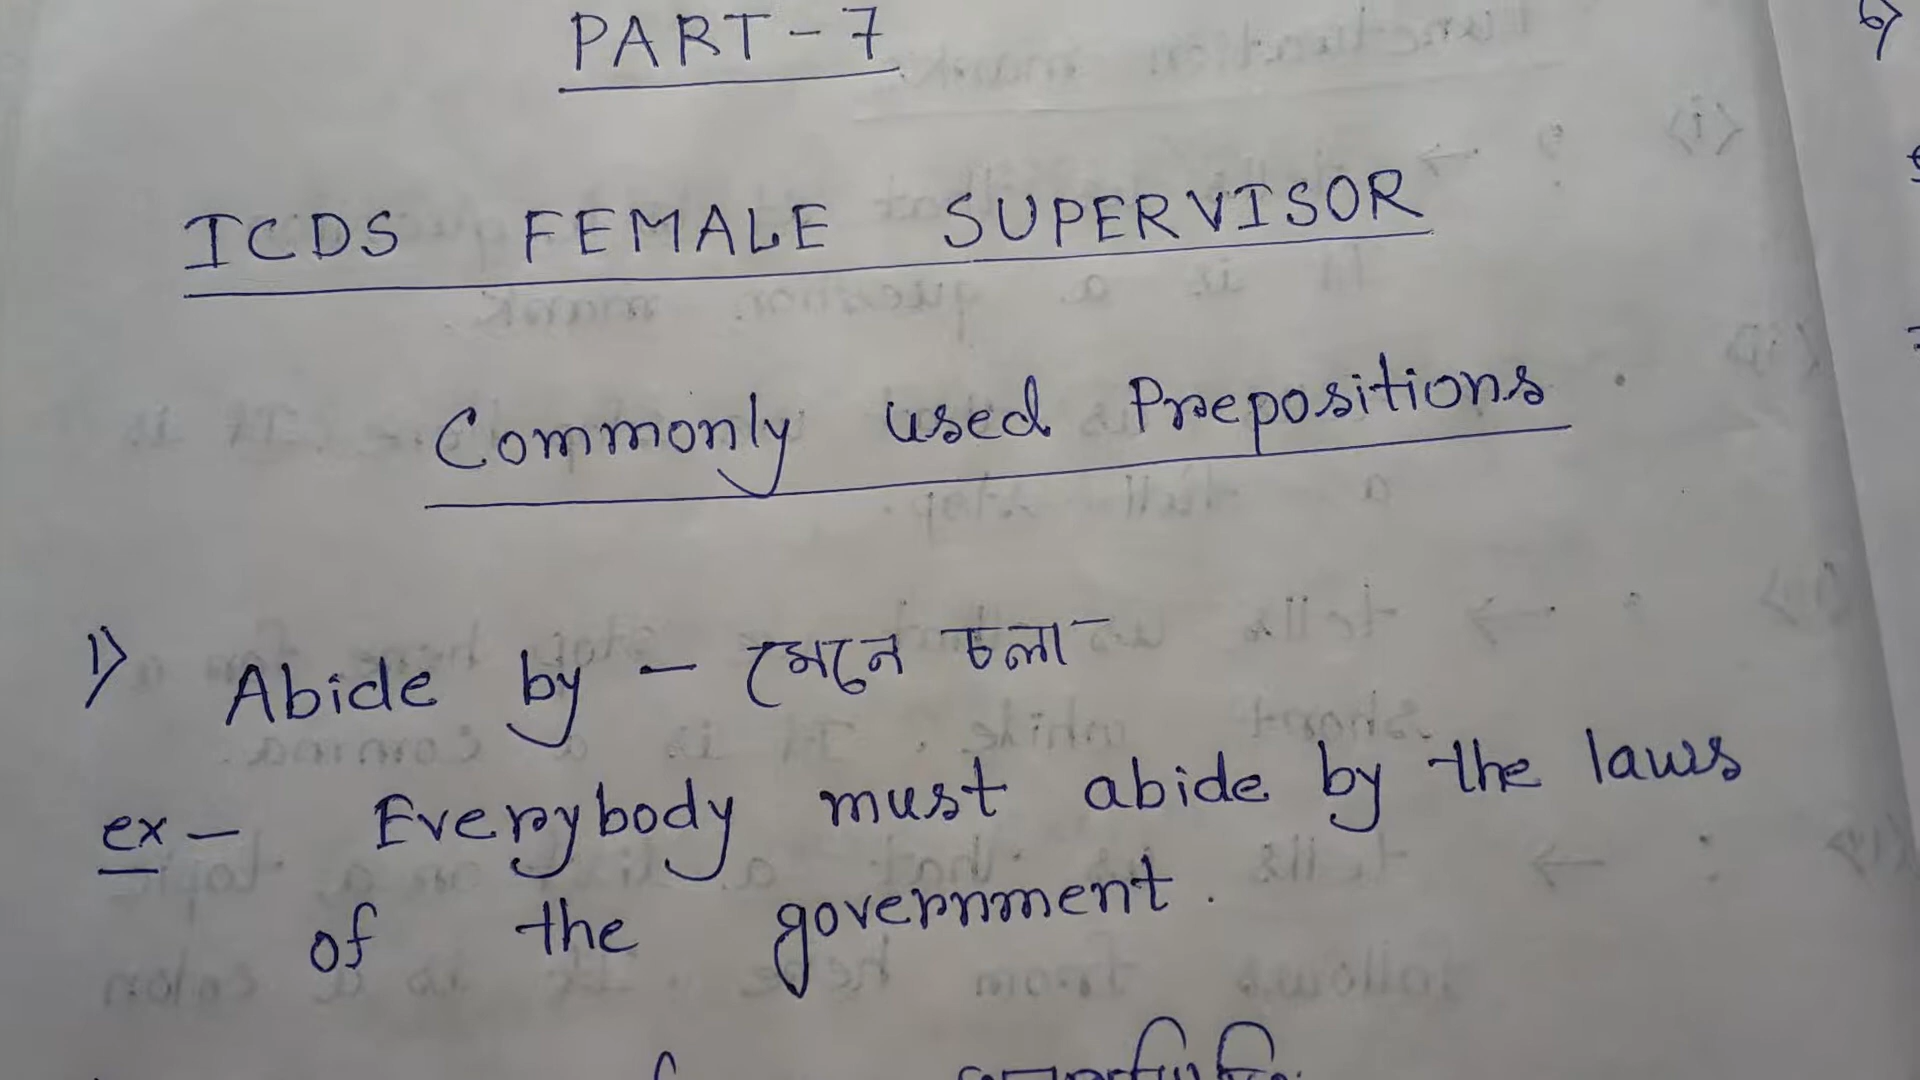 PART-7
ICDS FEMALE SUPERVISOR
Commonly used Prepositions
1) Abide by - মেনে চলা
ex- Everybody must abide by the laws
of the government.
6)